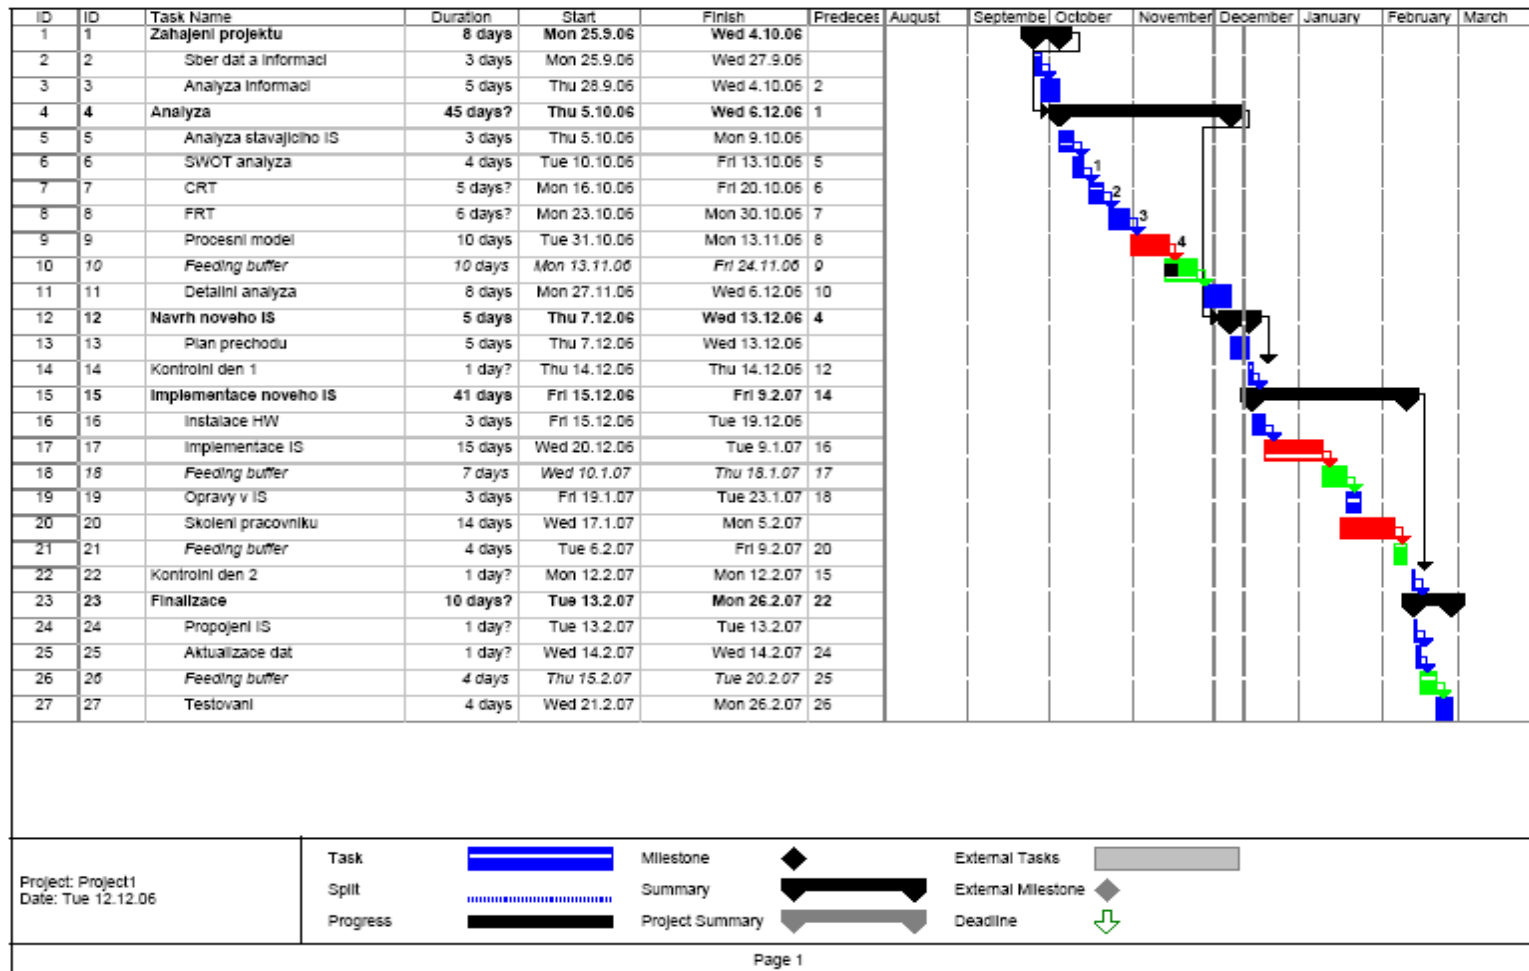 ID ID Task Name Duration Start Finish Predeces August Septembe October November December January February March
1 1 Zahajeni projektu 8 days Mon 25.9.06 Wed 4.10.06
2 2 Sber dat a informaci 3 days Mon 25.9.06 Wed 27.9.06
3 3 Analyza informaci 5 days Thu 28.9.06 Wed 4.10.06 2
4 4 Analyza 45 days? Thu 5.10.06 Wed 6.12.06 1
5 5 Analyza stavajiciho IS 3 days Thu 5.10.06 Mon 9.10.06
6 6 SWOT analyza 4 days Tue 10.10.06 Fri 13.10.06 5 1
7 7 CRT 5 days? Mon 16.10.06 Fri 20.10.06 6 2
8 8 FRT 6 days? Mon 23.10.06 Mon 30.10.06 7 3
9 9 Procesni model 10 days Tue 31.10.06 Mon 13.11.06 8 4
10 10 Feeding buffer 10 days Mon 13.11.06 Fri 24.11.06 9
11 11 Detailni analyza 8 days Mon 27.11.06 Wed 6.12.06 10
12 12 Navrh noveho IS 5 days Thu 7.12.06 Wed 13.12.06 4
13 13 Plan prechodu 5 days Thu 7.12.06 Wed 13.12.06
14 14 Kontrolni den 1 1 day? Thu 14.12.06 Thu 14.12.06 12
15 15 Implementace noveho IS 41 days Fri 15.12.06 Fri 9.2.07 14
16 16 Instalace HW 3 days Fri 15.12.06 Tue 19.12.06
17 17 Implementace IS 15 days Wed 20.12.06 Tue 9.1.07 16
18 18 Feeding buffer 7 days Wed 10.1.07 Thu 18.1.07 17
19 19 Opravy v IS 3 days Fri 19.1.07 Tue 23.1.07 18
20 20 Skoleni pracovniku 14 days Wed 17.1.07 Mon 5.2.07
21 21 Feeding buffer 4 days Tue 6.2.07 Fri 9.2.07 20
22 22 Kontrolni den 2 1 day? Mon 12.2.07 Mon 12.2.07 15
23 23 Finalizace 10 days? Tue 13.2.07 Mon 26.2.07 22
24 24 Propojeni IS 1 day? Tue 13.2.07 Tue 13.2.07
25 25 Aktualizace dat 1 day? Wed 14.2.07 Wed 14.2.07 24
26 26 Feeding buffer 4 days Thu 15.2.07 Tue 20.2.07 25
27 27 Testovani 4 days Wed 21.2.07 Mon 26.2.07 26
Project: Project1
Date: Tue 12.12.06
Task Milestone External Tasks
Split Summary External Milestone
Progress Project Summary Deadline
Page 1